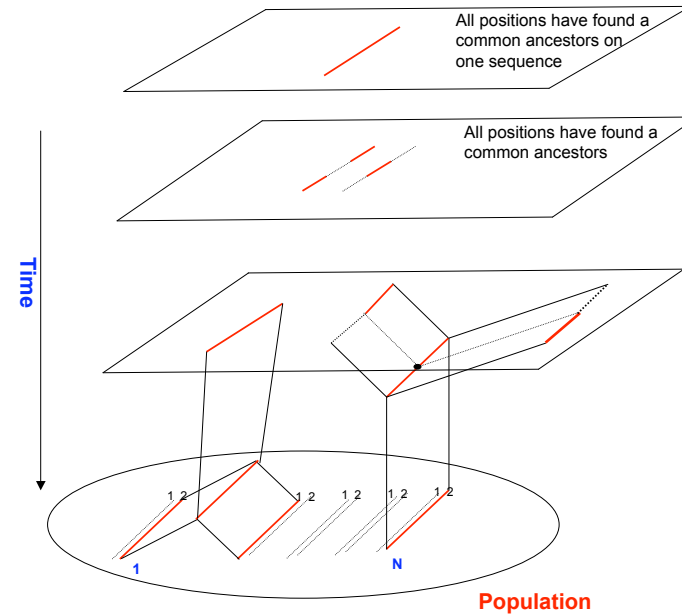 All positions have found a
common ancestors on
one sequence
All positions have found a
common ancestors
Time
1 2
1 2
1 2
1 2
1 2
1
N
Population